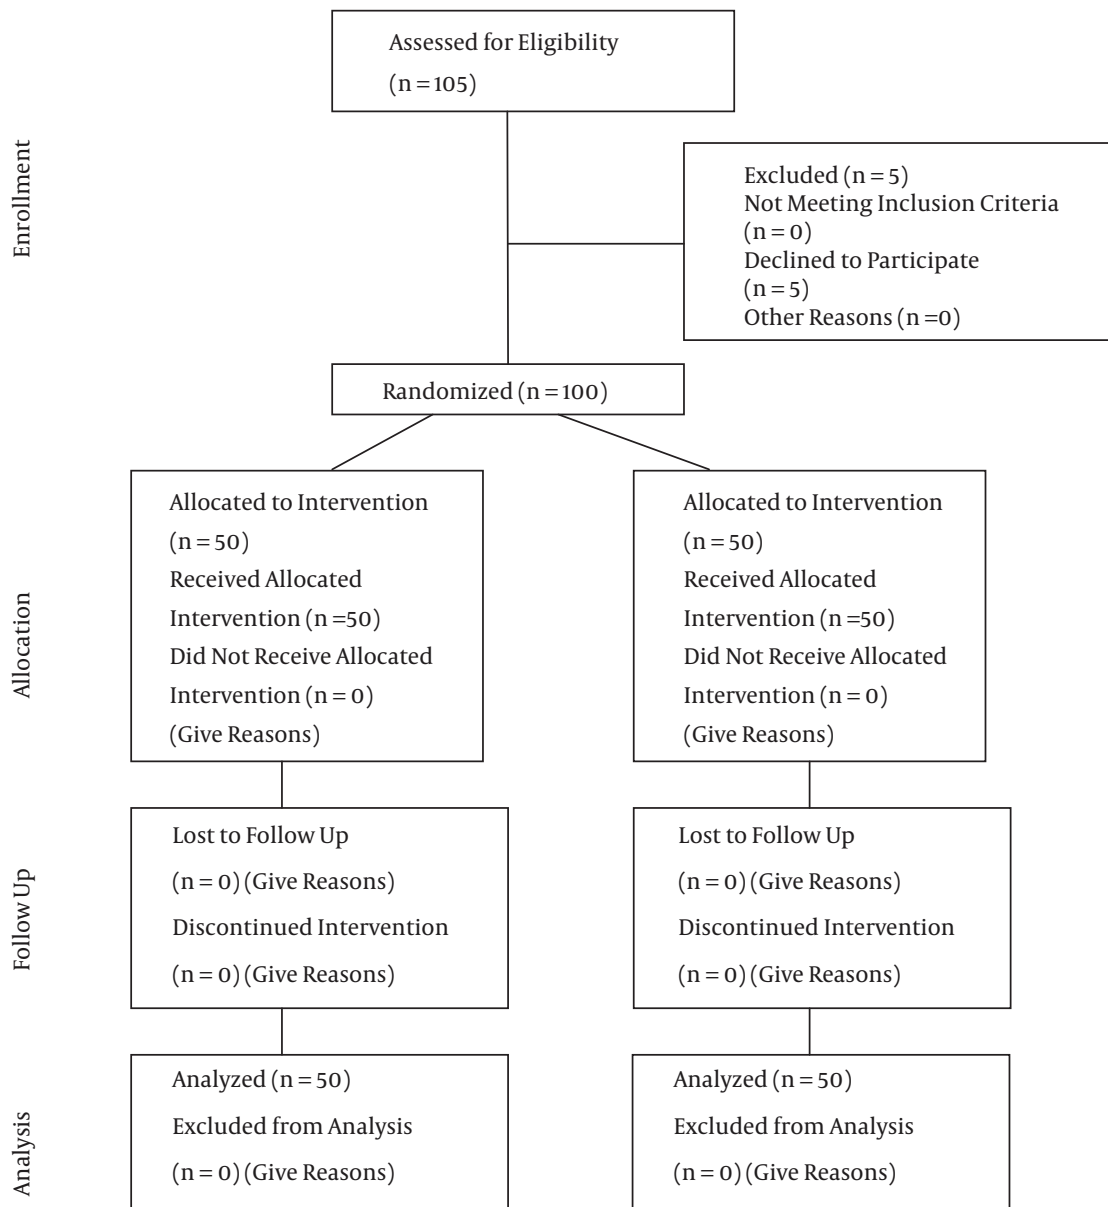 Assessed for Eligibility
(n = 105)
Enrollment
Excluded (n = 5)
Not Meeting Inclusion Criteria
(n = 0)
Declined to Participate
(n = 5)
Other Reasons (n =0)
Randomized (n = 100)
Allocation
Allocated to Intervention
(n = 50)
Received Allocated
Intervention (n =50)
Did Not Receive Allocated
Intervention (n = 0)
(Give Reasons)
Allocated to Intervention
(n = 50)
Received Allocated
Intervention (n =50)
Did Not Receive Allocated
Intervention (n = 0)
(Give Reasons)
Follow Up
Lost to Follow Up
(n = 0) (Give Reasons)
Discontinued Intervention
(n = 0) (Give Reasons)
Lost to Follow Up
(n = 0) (Give Reasons)
Discontinued Intervention
(n = 0) (Give Reasons)
Analysis
Analyzed (n = 50)
Excluded from Analysis
(n = 0) (Give Reasons)
Analyzed (n = 50)
Excluded from Analysis
(n = 0) (Give Reasons)